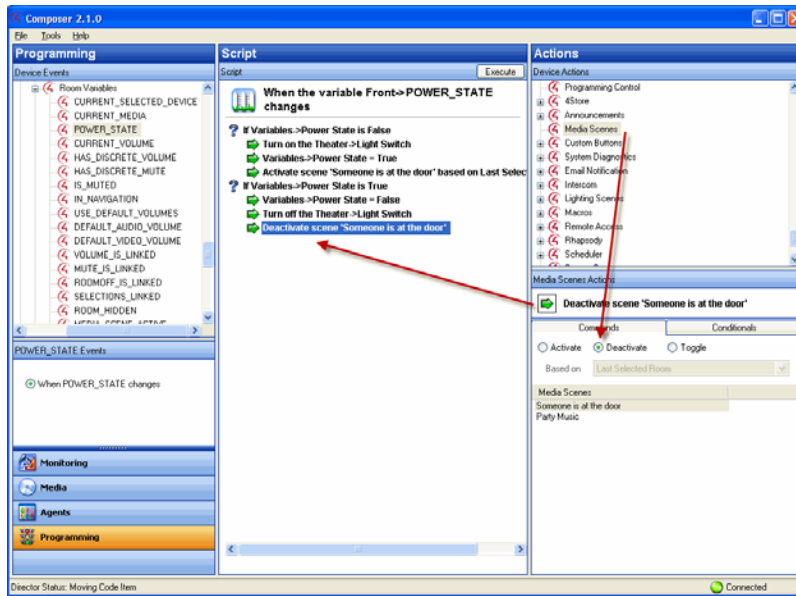 Composer 2.1.0
File Tools Help
Programming
Device Events
Room Variables
CURRENT_SELECTED_DEVICE
CURRENT_MEDIA
POWER_STATE
CURRENT_VOLUME
HAS_DISCRETE_VOLUME
HAS_DISCRETE_MUTE
IS_MUTED
IN_NAVIGATION
USE_DEFAULT_VOLUMES
DEFAULT_AUDIO_VOLUME
DEFAULT_VIDEO_VOLUME
VOLUME_IS_LINKED
MUTE_IS_LINKED
ROOMOFF_IS_LINKED
SELECTIONS_LINKED
ROOM_HIDDEN
MEDIA_SCENE_ACTIVE
POWER_STATE Events
When POWER_STATE changes
Monitoring
Media
Agents
Programming
Script
Script Execute
When the variable Front->POWER_STATE
changes
If Variables->Power State is False
Turn on the Theater->Light Switch
Variables->Power State = True
Activate scene 'Someone is at the door' based on Last Selec
If Variables->Power State is True
Variables->Power State = False
Turn off the Theater->Light Switch
Deactivate scene 'Someone is at the door'
Actions
Device Actions
Programming Control
4Store
Announcements
Media Scenes
Custom Buttons
System Diagnostics
Email Notification
Intercom
Lighting Scenes
Macros
Remote Access
Rhapsody
Scheduler
Media Scenes Actions
Deactivate scene 'Someone is at the door'
Commands Conditionals
Activate Deactivate Toggle
Based on Last Selected Room
Media Scenes
Someone is at the door
Party Music
Director Status: Moving Code Item Connected